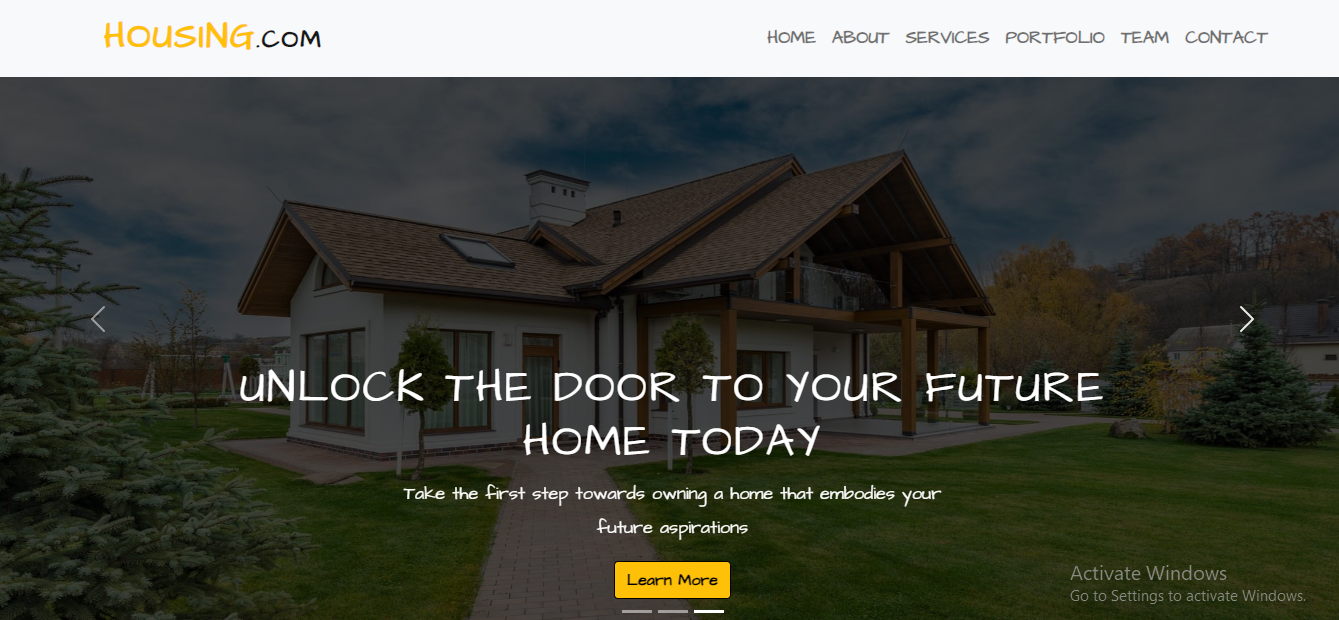 HOUSING.COM
HOME ABOUT SERVICES PORTFOLIO TEAM CONTACT
UNLOCK THE DOOR TO YOUR FUTURE
HOME TODAY
Take the first step towards owning a home that embodies your
future aspirations
Learn More
Activate Windows
Go to Settings to activate Windows.